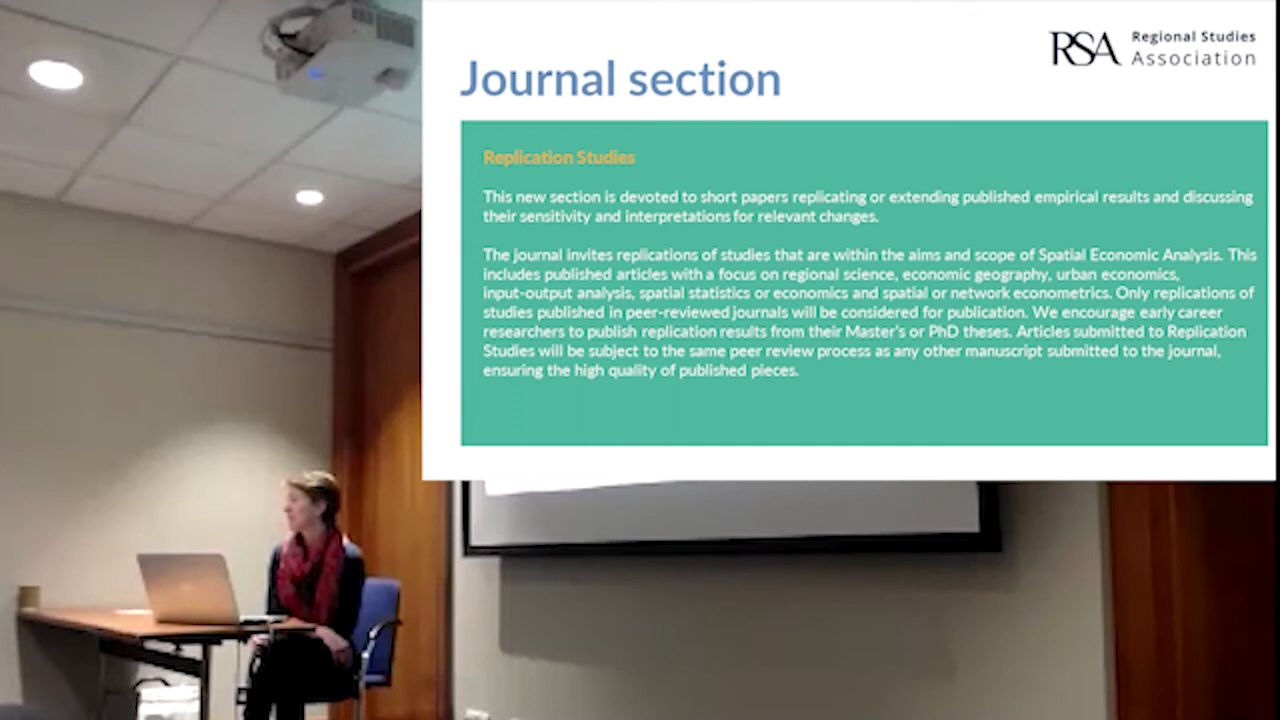 RSA Regional Studies
Association
Journal section
Replication Studies
This new section is devoted to short papers replicating or extending published empirical results and discussing
their sensitivity and interpretations for relevant changes.
The journal invites replications of studies that are within the aims and scope of Spatial Economic Analysis. This
includes published articles with a focus on regional science, economic geography, urban economics,
input-output analysis, spatial statistics or economics and spatial or network econometrics. Only replications of
studies published in peer-reviewed journals will be considered for publication. We encourage early career
researchers to publish replication results from their Master's or PhD theses. Articles submitted to Replication
Studies will be subject to the same peer review process as any other manuscript submitted to the journal,
ensuring the high quality of published pieces.